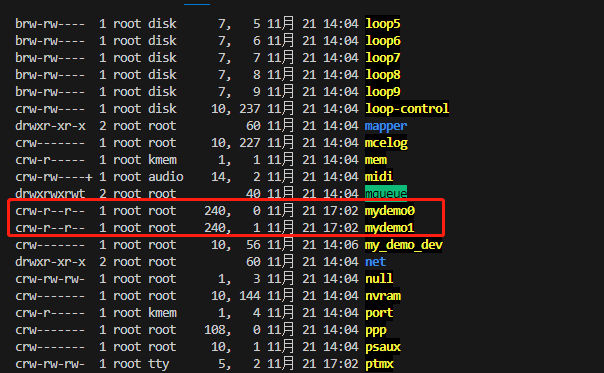 brw-rw---- 1 root disk 7, 5 11月 21 14:04 loop5
brw-rw---- 1 root disk 7, 6 11月 21 14:04 loop6
brw-rw---- 1 root disk 7, 7 11月 21 14:04 loop7
brw-rw---- 1 root disk 7, 8 11月 21 14:04 loop8
brw-rw---- 1 root disk 7, 9 11月 21 14:04 loop9
crw-rw---- 1 root disk 10, 237 11月 21 14:04 loop-control
drwxr-xr-x 2 root root 60 11月 21 14:04 mapper
crw------- 1 root root 10, 227 11月 21 14:04 mcelog
crw-r----- 1 root kmem 1, 1 11月 21 14:04 mem
crw-rw----+ 1 root audio 14, 2 11月 21 14:04 midi
drwxrwxrwt 2 root root 40 11月 21 14:04 mqueue
crw-r--r-- 1 root root 240, 0 11月 21 17:02 mydemo0
crw-r--r-- 1 root root 240, 1 11月 21 17:02 mydemo1
crw------- 1 root root 10, 56 11月 21 14:06 my_demo_dev
drwxr-xr-x 2 root root 60 11月 21 14:04 net
crw-rw-rw- 1 root root 1, 3 11月 21 14:04 null
crw------- 1 root root 10, 144 11月 21 14:04 nvram
crw-r----- 1 root kmem 1, 4 11月 21 14:04 port
crw------- 1 root root 108, 0 11月 21 14:04 ppp
crw------- 1 root root 10, 1 11月 21 14:04 psaux
crw-rw-rw- 1 root tty 5, 2 11月 21 17:02 ptmx